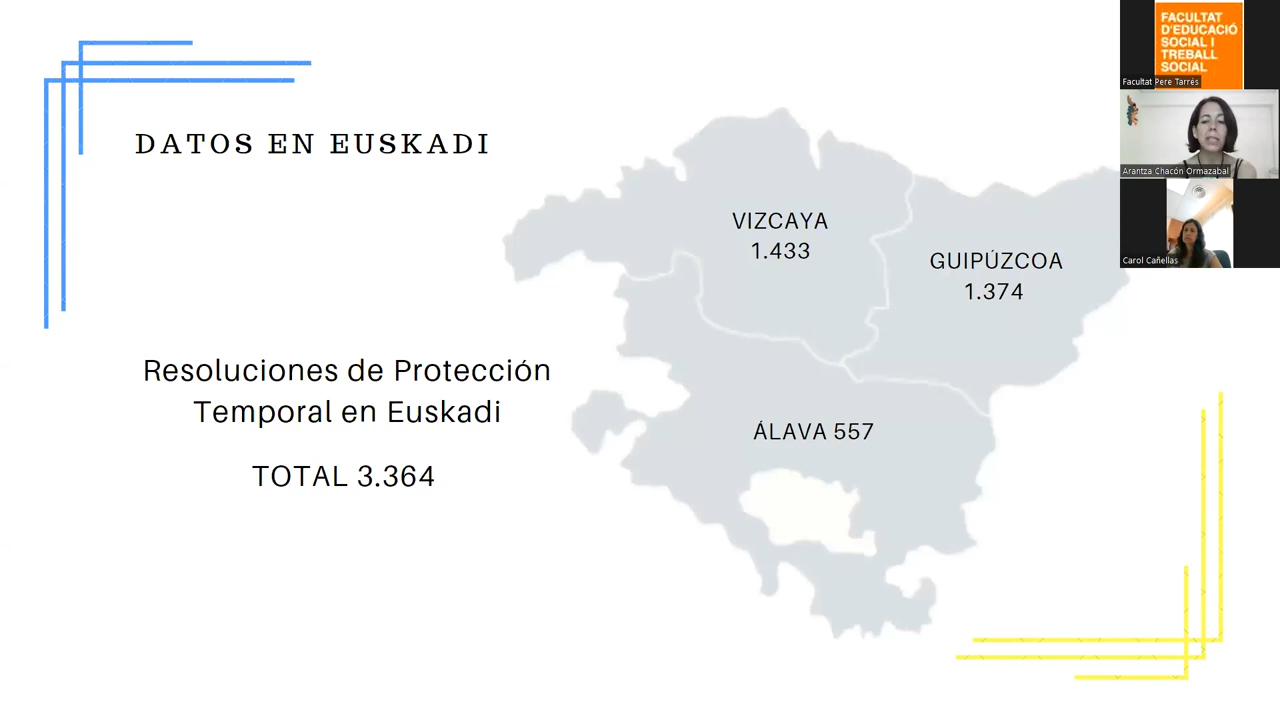 DATOS EN EUSKADI
VIZCAYA
1.433
GUIPÚZCOA
1.374
Resoluciones de Protección
Temporal en Euskadi
TOTAL 3.364
ÁLAVA 557
FACULTAT
D'EDUCACIÓ
SOCIAL I
TREBALL
SOCIAL
Facultat Pere Tarrés
Arantza Chacón Ormazabal
Carol Cañellas